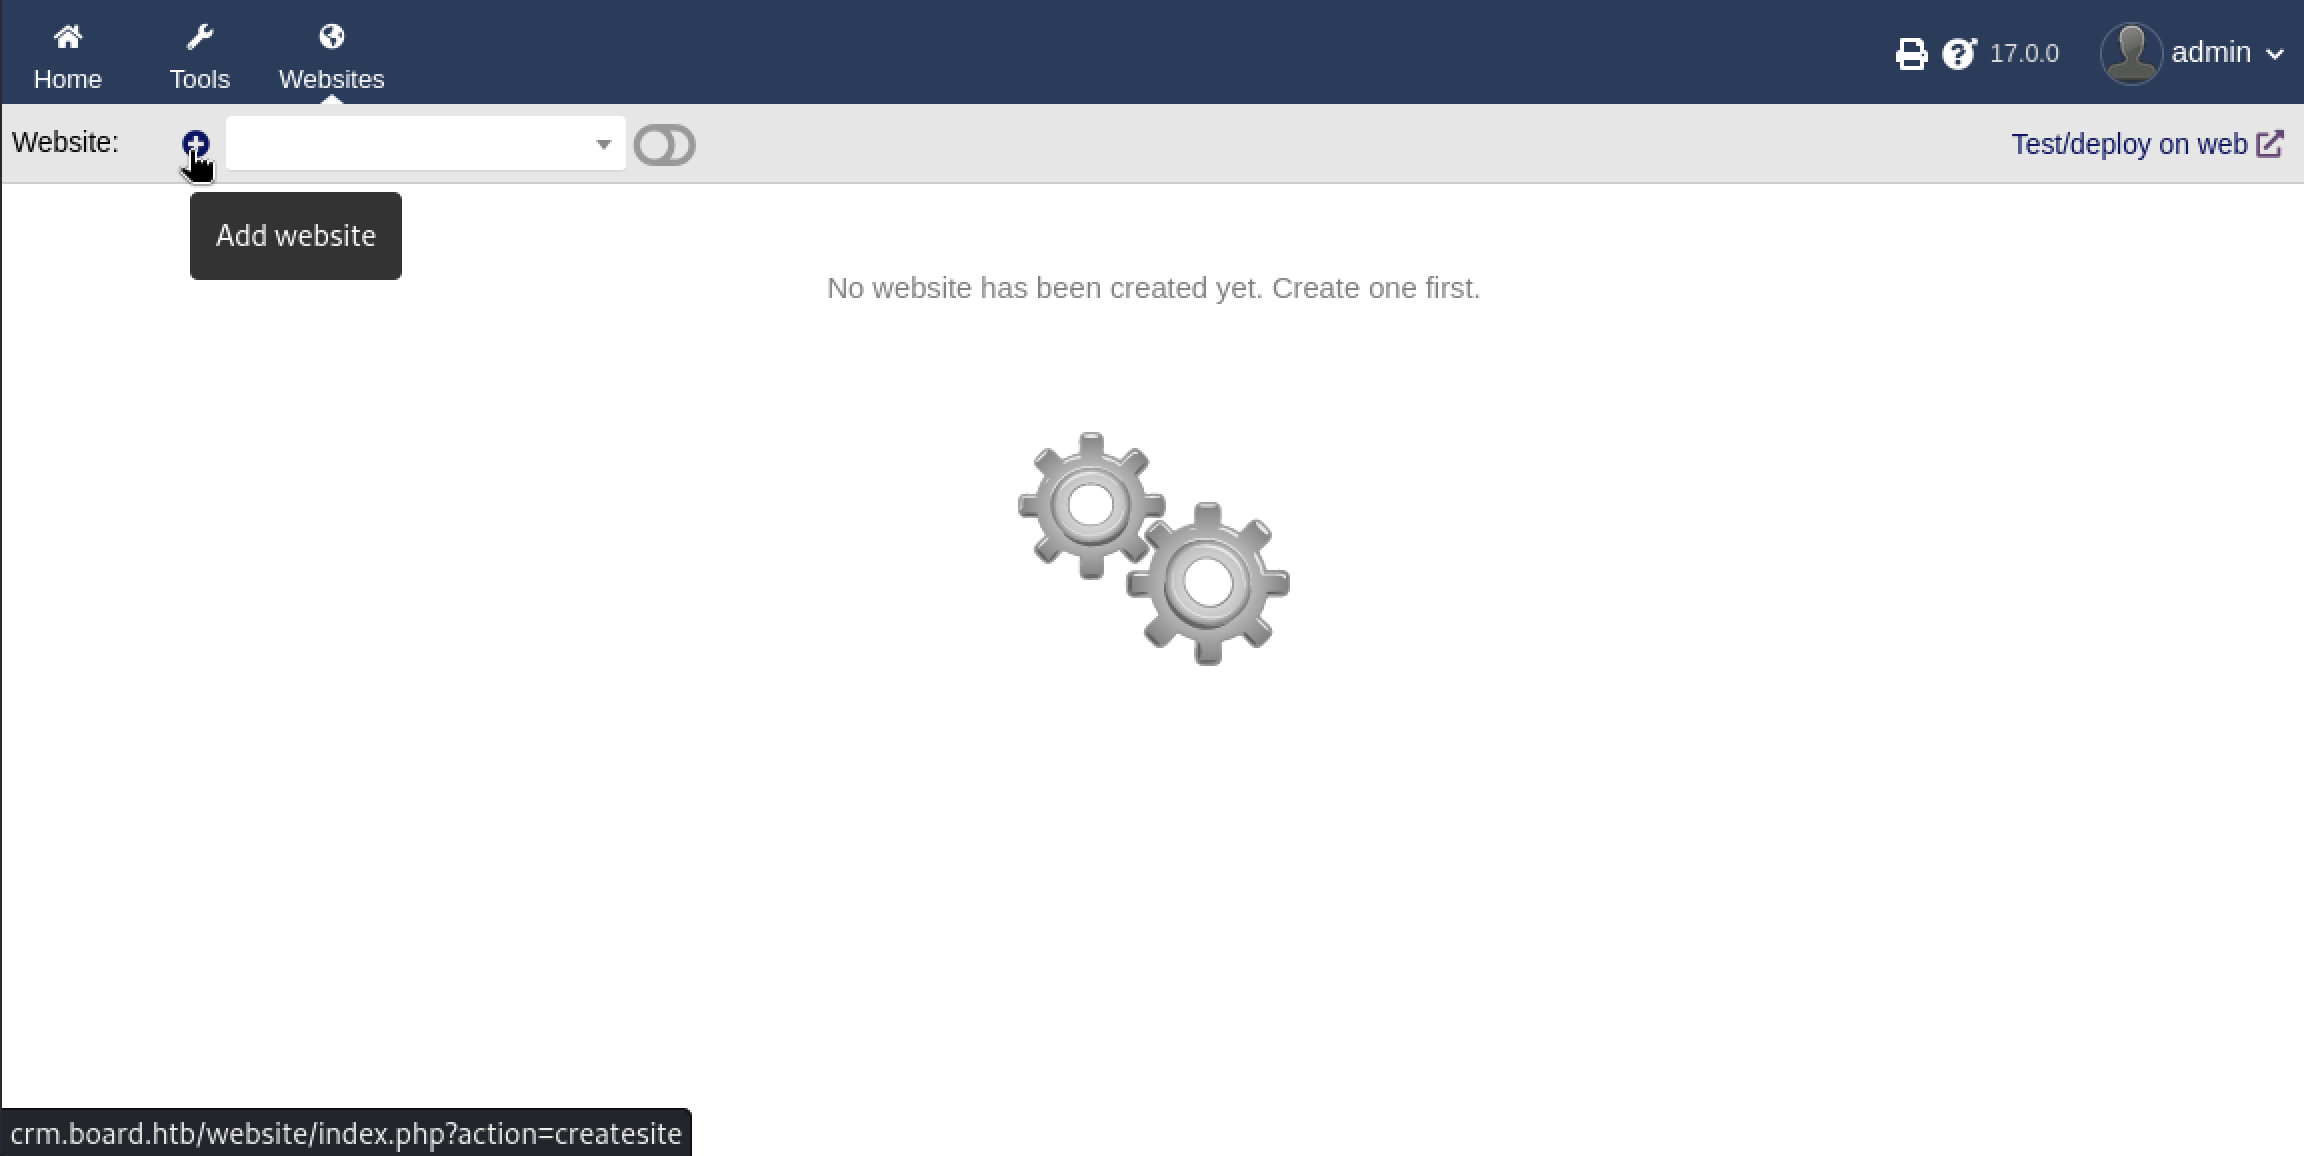 Home Tools Websites 17.0.0 admin
Website: Test/deploy on web
Add website
No website has been created yet. Create one first.
crm.board.htb/website/index.php?action=createsite